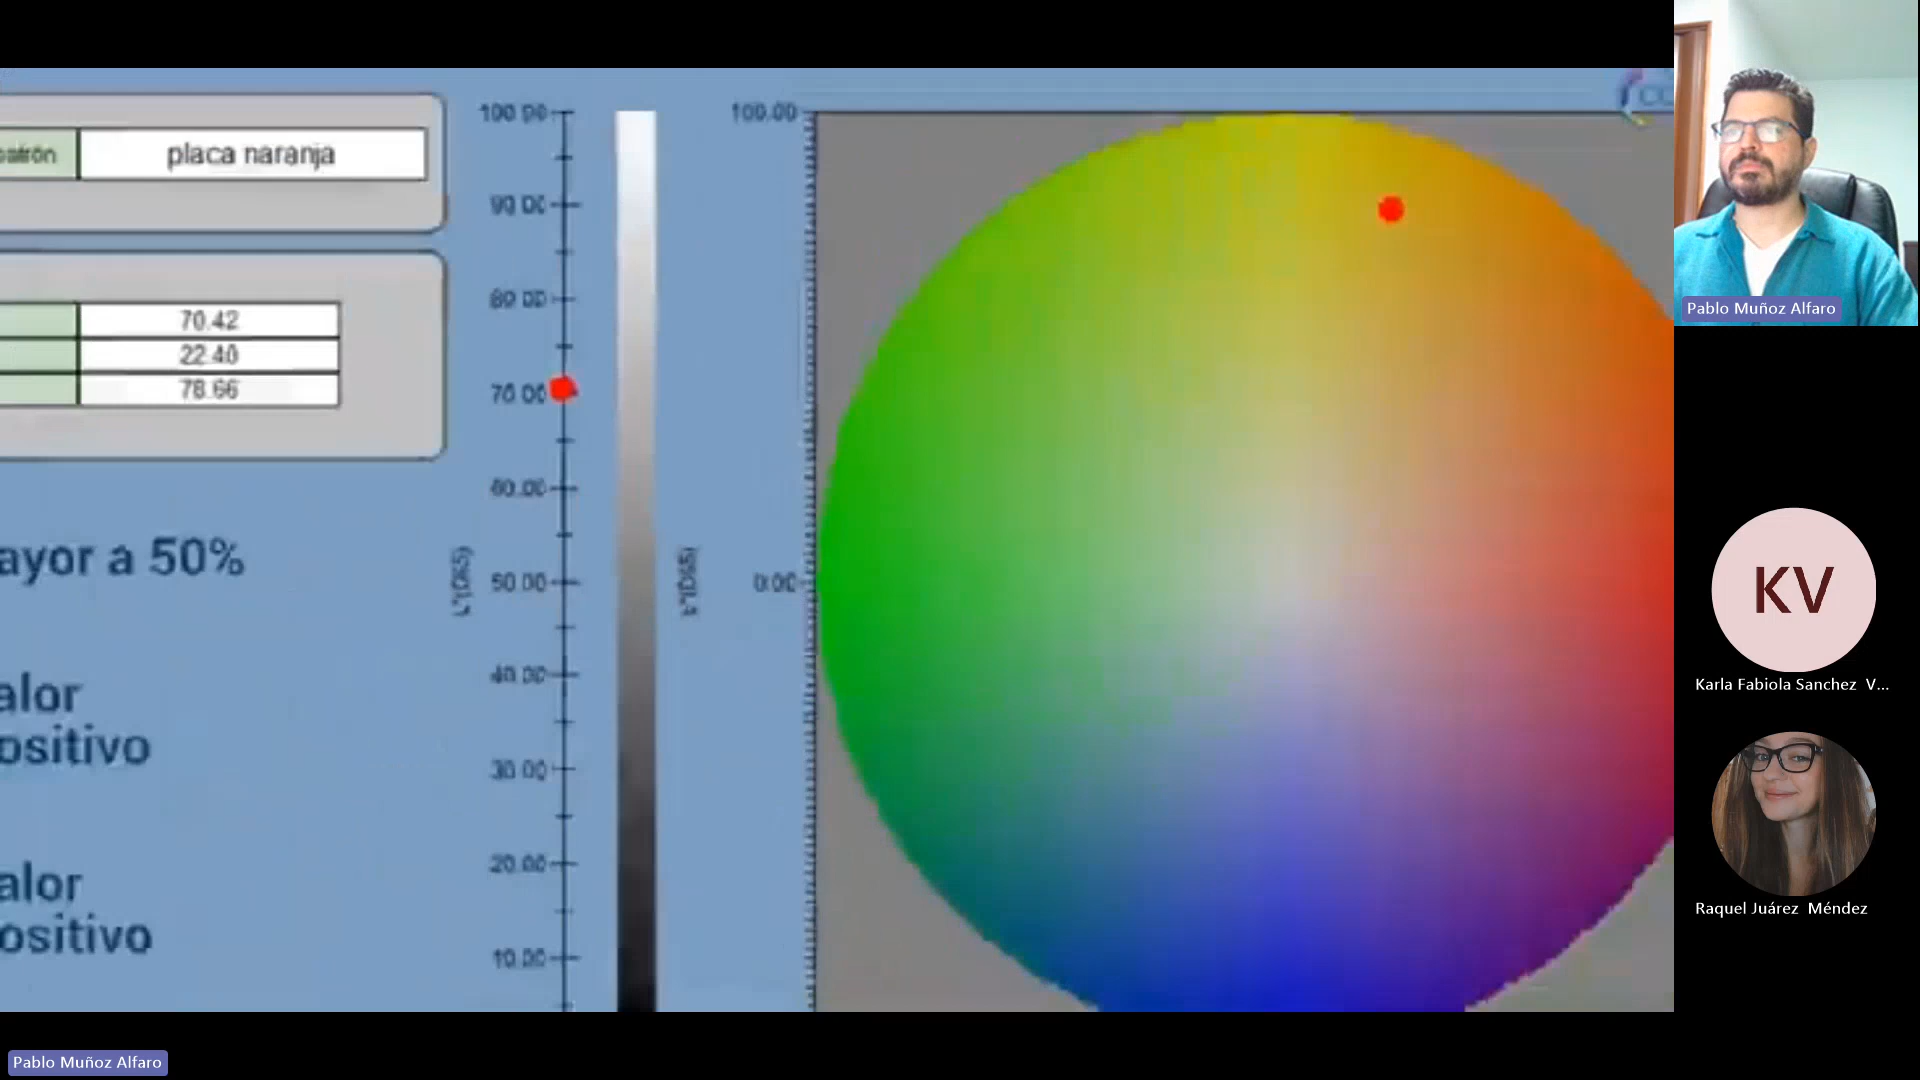 patrón
placa naranja
70.42
22.40
78.66
ayor a 50%
alor
ositivo
alor
ositivo
100.00
90.00
80.00
70.00
60.00
50.00
40.00
30.00
20.00
10.00
L*(D65)
100.00
0.00
b*(D65)
Pablo Muñoz Alfaro
KV
Karla Fabiola Sanchez V...
Raquel Juárez Méndez
Pablo Muñoz Alfaro